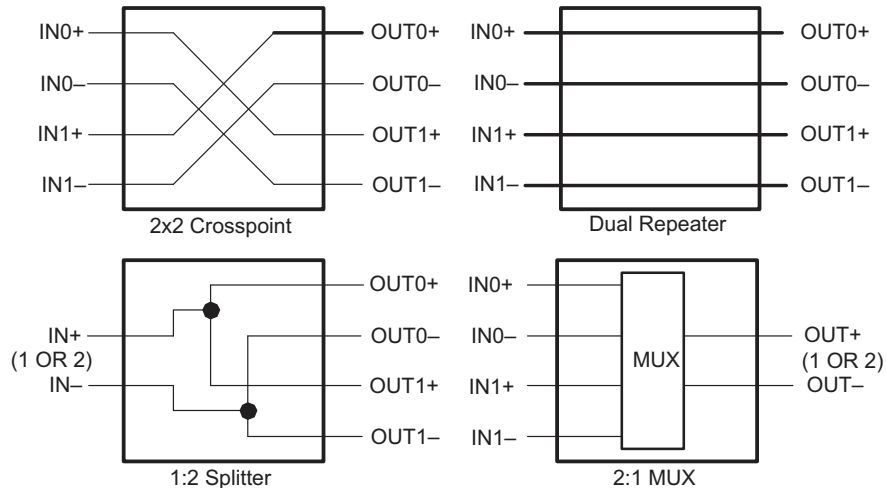 IN0+ OUT0+
IN0– OUT0–
IN1+ OUT1+
IN1– OUT1–
2x2 Crosspoint
IN0+ OUT0+
IN0– OUT0–
IN1+ OUT1+
IN1– OUT1–
Dual Repeater
OUT0+
IN+ OUT0–
(1 OR 2)
IN– OUT1+
OUT1–
1:2 Splitter
IN0+
IN0– OUT+
MUX (1 OR 2)
IN1+ OUT–
IN1–
2:1 MUX